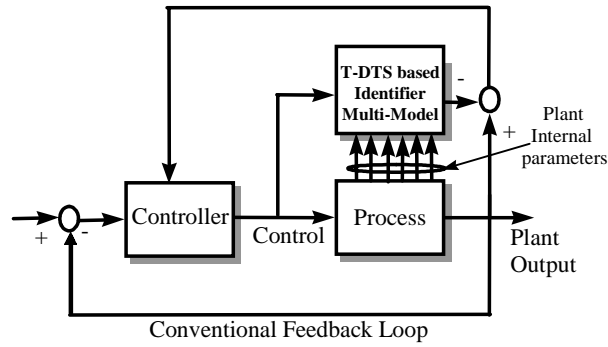 T-DTS based
Identifier
Multi-Model
-
+
Plant
Internal
parameters
Controller
Process
+
-
Control
Plant
Output
Conventional Feedback Loop